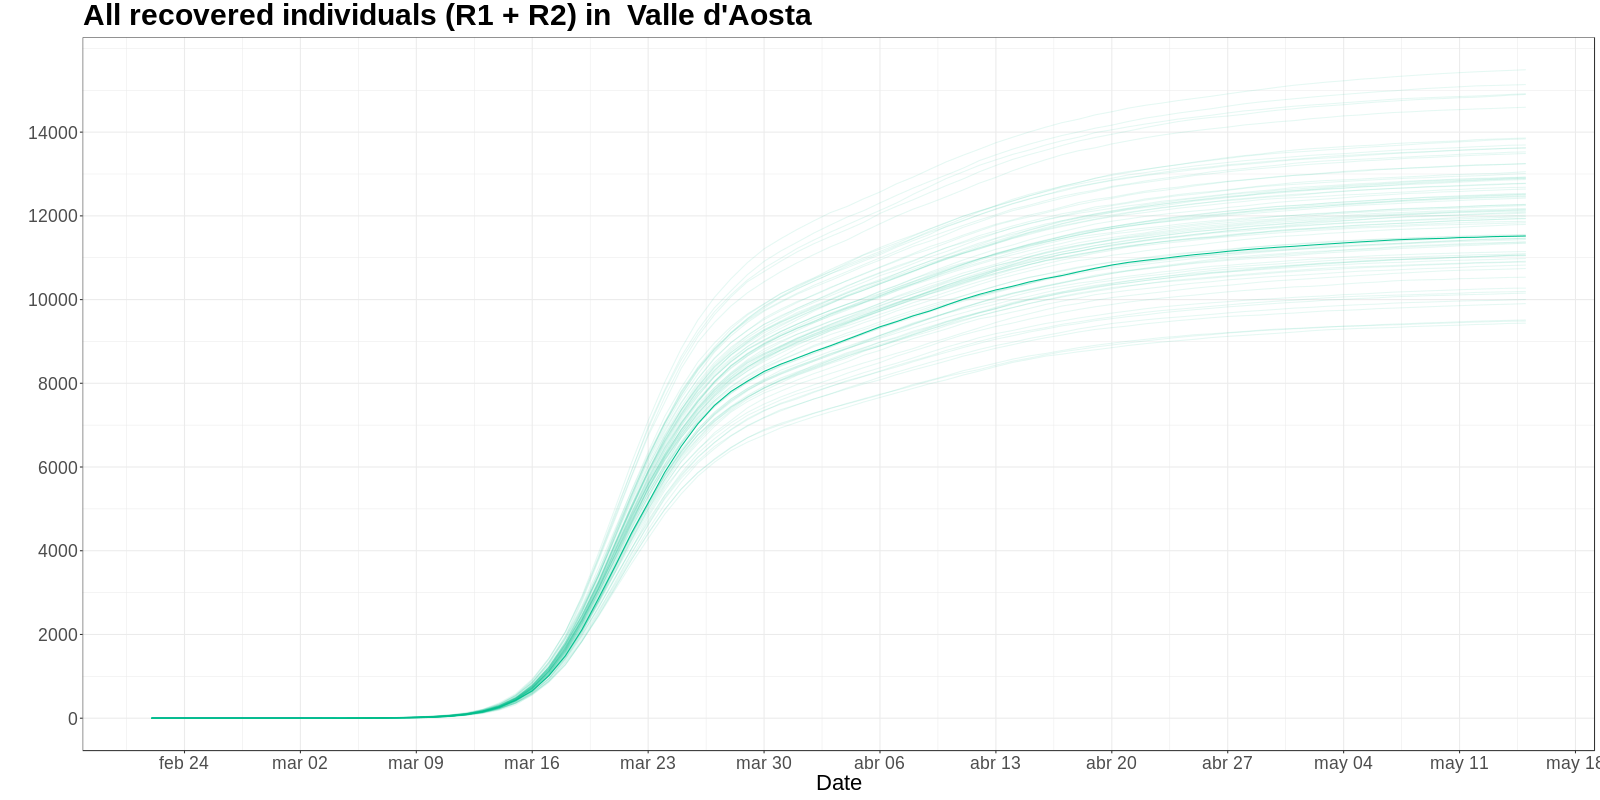 All recovered individuals (R1 + R2) in  Valle d'Aosta
14000
12000
10000
8000
6000
4000
2000
0
feb 24 mar 02 mar 09 mar 16 mar 23 mar 30 abr 06 abr 13 abr 20 abr 27 may 04 may 11 may 18
Date